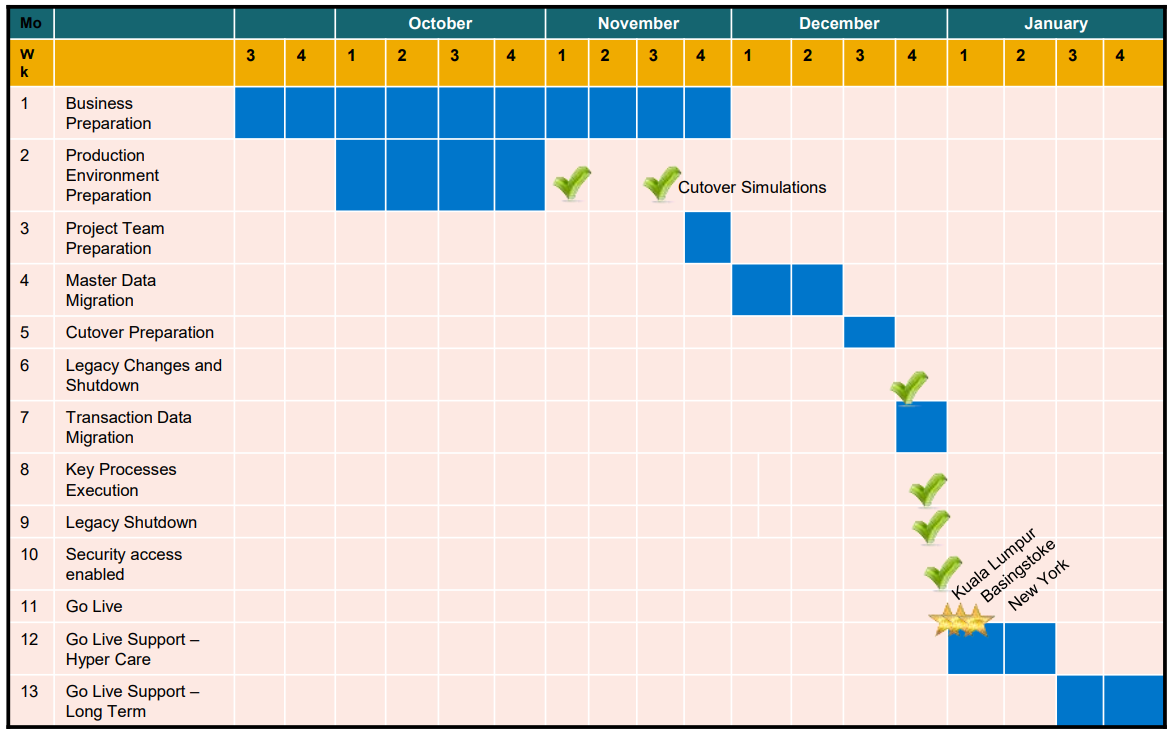 Mo October November December January
W
k
3 4 1 2 3 4 1 2 3 4 1 2 3 4 1 2 3 4
1 Business
Preparation
2 Production
Environment
Preparation
Cutover Simulations
3 Project Team
Preparation
4 Master Data
Migration
5 Cutover Preparation
6 Legacy Changes and
Shutdown
7 Transaction Data
Migration
8 Key Processes
Execution
9 Legacy Shutdown
10 Security access
enabled
Kuala Lumpur
Basingstoke
New York
11 Go Live
12 Go Live Support –
Hyper Care
13 Go Live Support –
Long Term